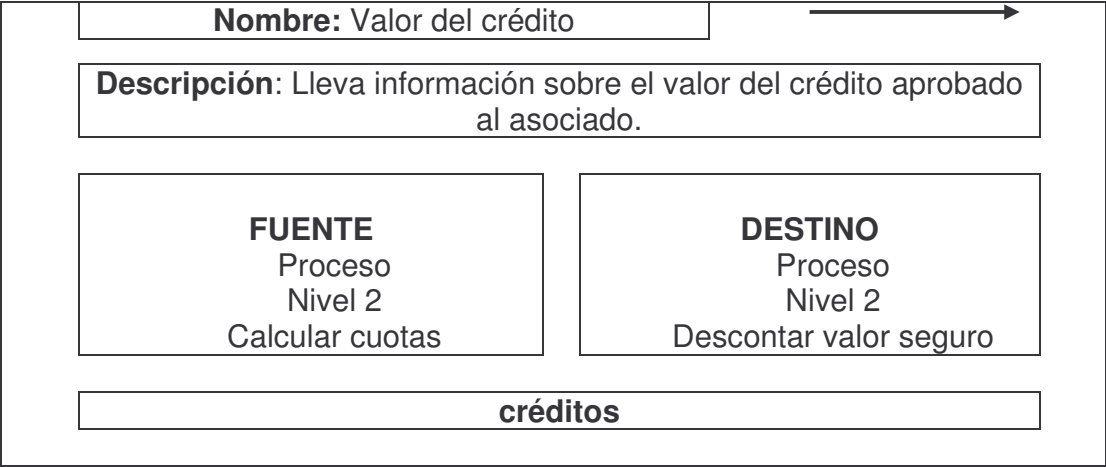 Nombre: Valor del crédito
Descripción: Lleva información sobre el valor del crédito aprobado
al asociado.
FUENTE
Proceso
Nivel 2
Calcular cuotas
DESTINO
Proceso
Nivel 2
Descontar valor seguro
créditos